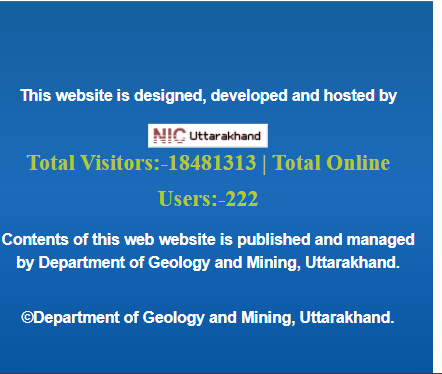 This website is designed, developed and hosted by
NIC Uttarakhand
Total Visitors:-18481313 | Total Online
Users:-222
Contents of this web website is published and managed
by Department of Geology and Mining, Uttarakhand.
©Department of Geology and Mining, Uttarakhand.